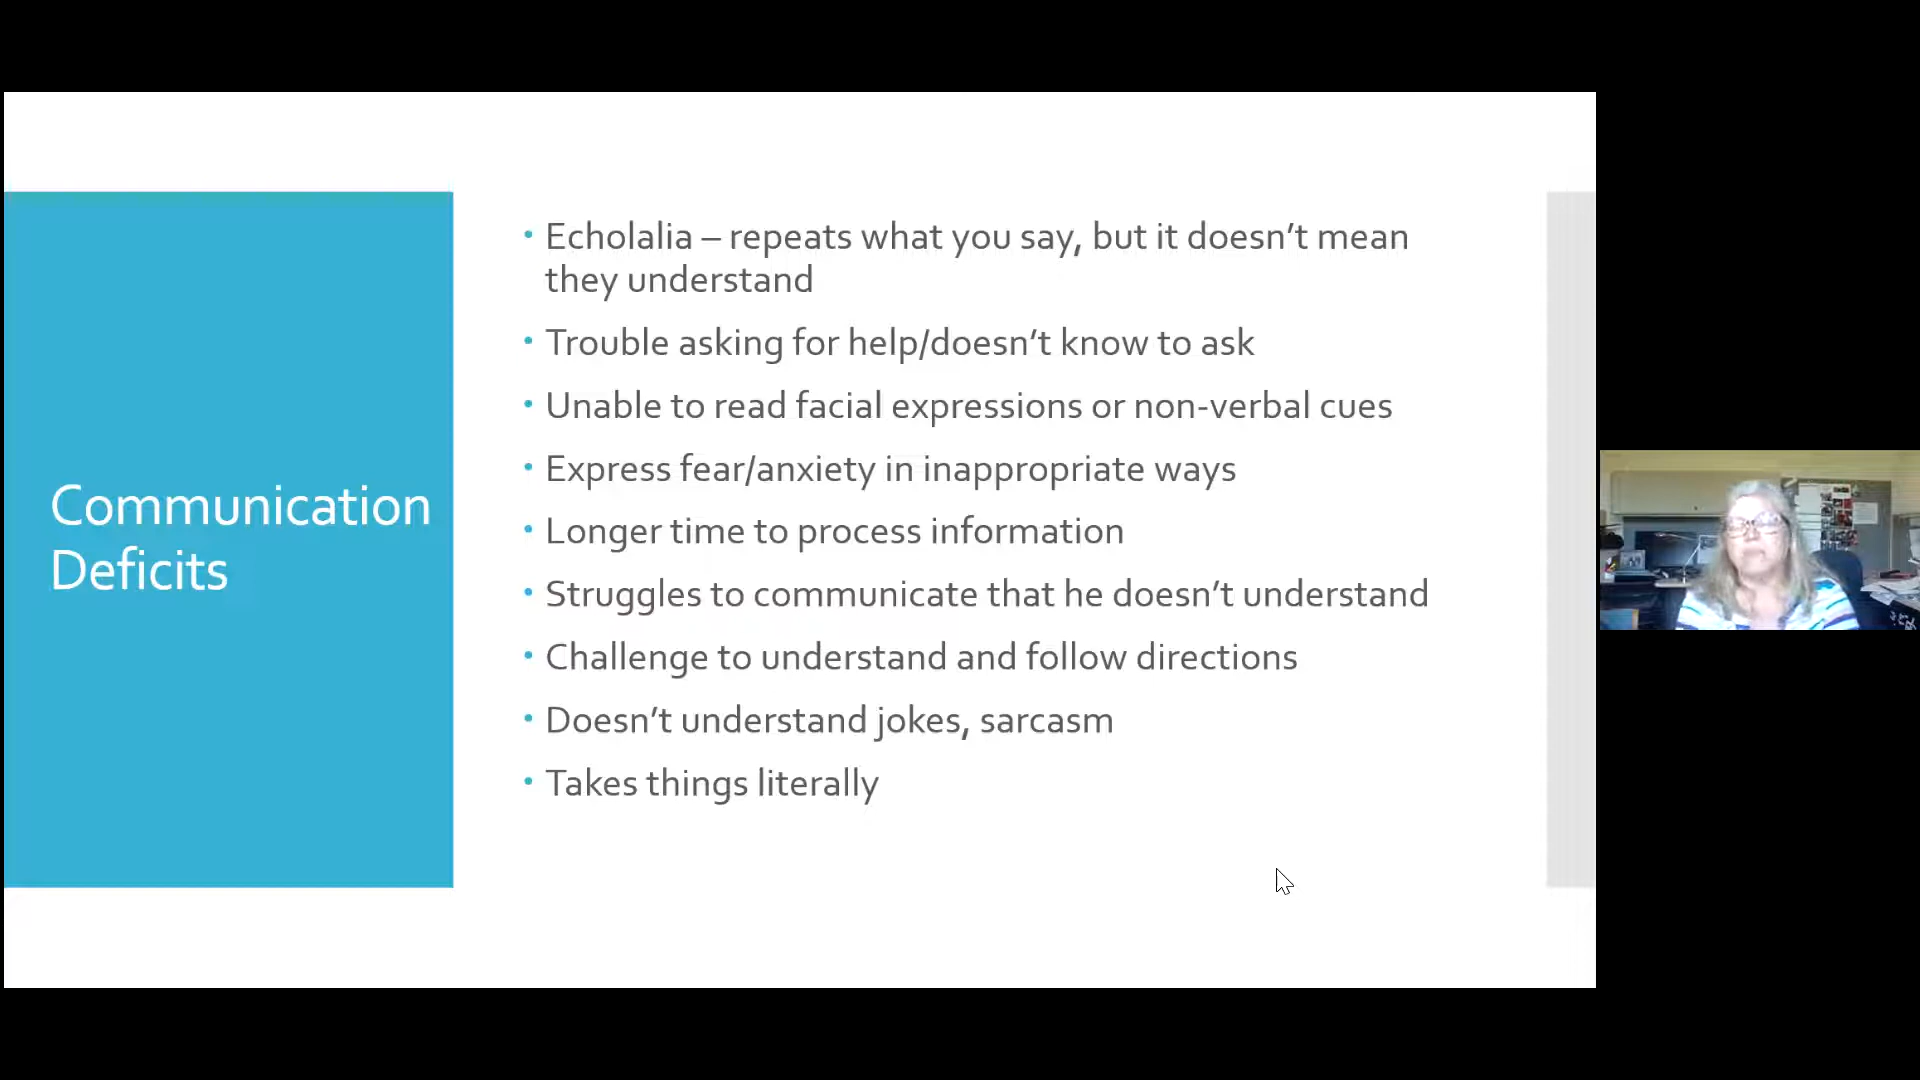 Communication
Deficits
• Echolalia – repeats what you say, but it doesn’t mean
they understand
• Trouble asking for help/doesn’t know to ask
• Unable to read facial expressions or non-verbal cues
• Express fear/anxiety in inappropriate ways
• Longer time to process information
• Struggles to communicate that he doesn’t understand
• Challenge to understand and follow directions
• Doesn’t understand jokes, sarcasm
• Takes things literally